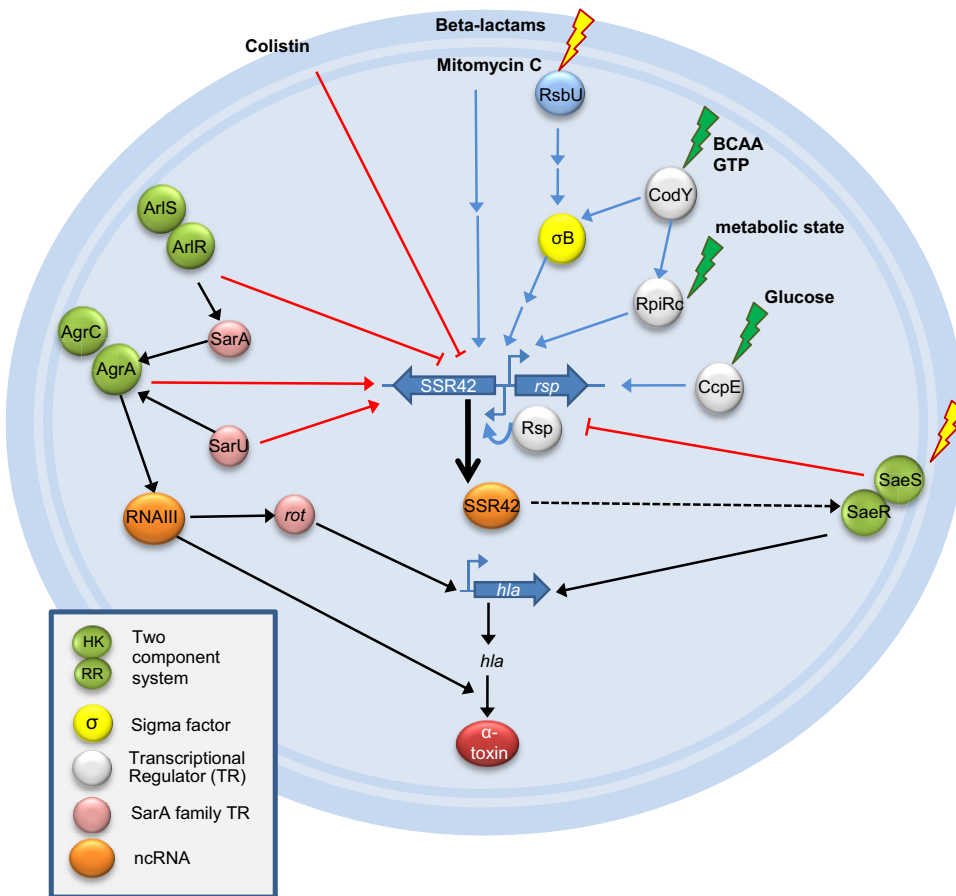 Beta-lactams
Colistin
Mitomycin C
RsbU
BCAA
GTP
CodY
ArlS
ArlR
σB
metabolic state
RpiRc
Glucose
AgrC
SarA
AgrA
SSR42
rsp
CcpE
Rsp
SarU
SaeS
SaeR
RNAIII
rot
SSR42
hla
hla
α-
toxin
HK
RR
Two
component
system
σ
Sigma factor
Transcriptional
Regulator (TR)
SarA family TR
ncRNA